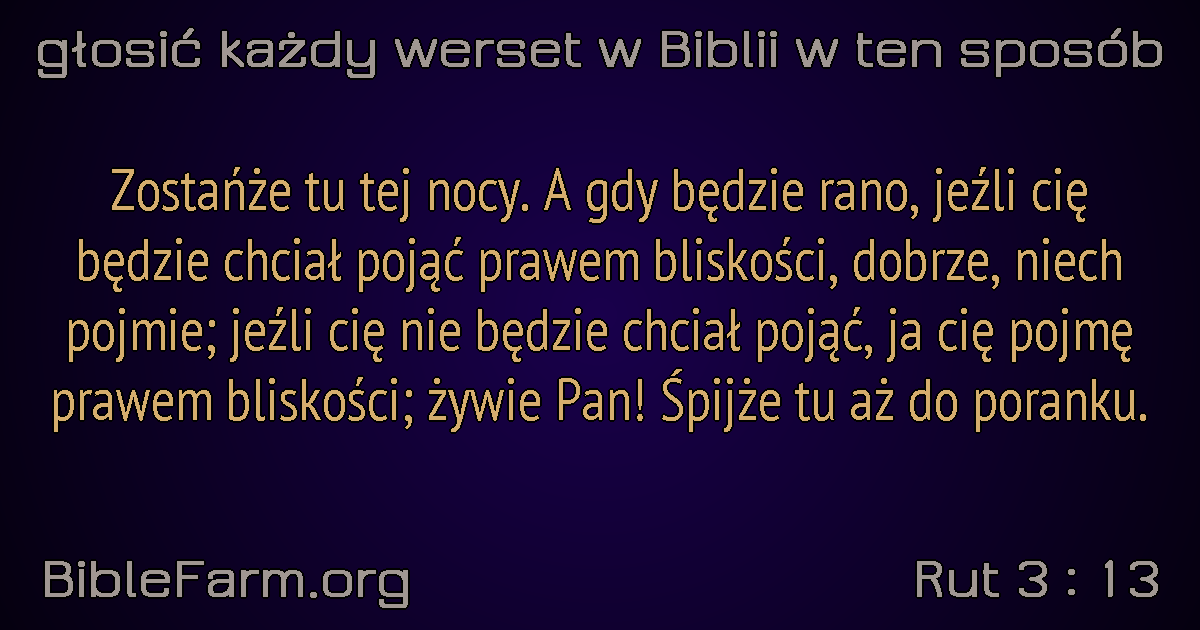 głosić każdy werset w Biblii w ten sposób
Zostańże tu tej nocy. A gdy będzie rano, jeźli cię
będzie chciał pojąć prawem bliskości, dobrze, niech
pojmie; jeźli cię nie będzie chciał pojąć, ja cię pojmę
prawem bliskości; żywie Pan! Śpijże tu aż do poranku.
BibleFarm.org
Rut 3 : 13